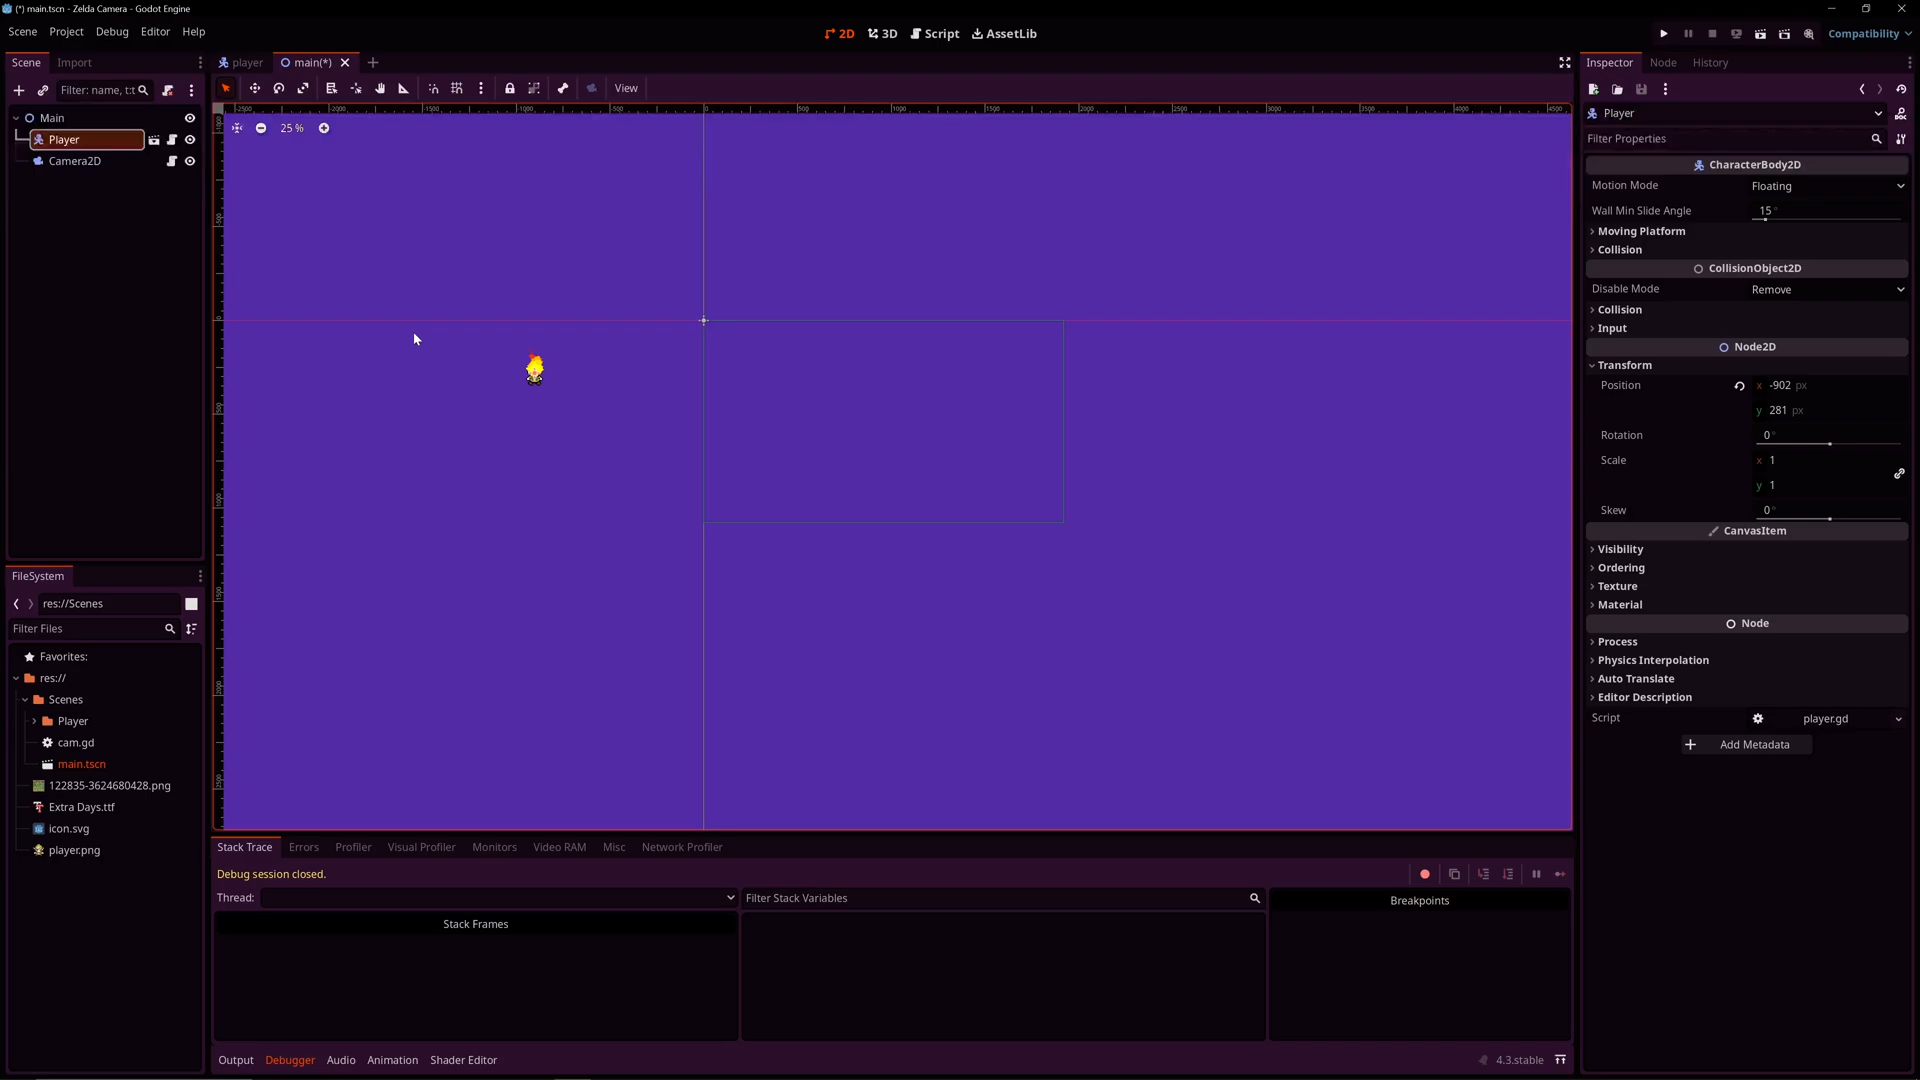 (*) main.tscn - Zelda Camera - Godot Engine
Scene Project Debug Editor Help
2D 3D Script AssetLib
Compatibility
Scene Import
player main(*)
Inspector Node History
Filter: name, t:t
View
Main
Player
Camera2D
25 %
Player
Filter Properties
CharacterBody2D
Motion Mode Floating
Wall Min Slide Angle 15 °
Moving Platform
Collision
CollisionObject2D
Disable Mode Remove
Collision
Input
Node2D
Transform
Position x -902 px
y 281 px
Rotation 0 °
Scale x 1
y 1
Skew 0 °
CanvasItem
Visibility
Ordering
Texture
Material
Node
Process
Physics Interpolation
Auto Translate
Editor Description
Script player.gd
Add Metadata
FileSystem
res://Scenes
Filter Files
Favorites:
res://
Scenes
Player
cam.gd
main.tscn
122835-3624680428.png
Extra Days.ttf
icon.svg
player.png
Stack Trace Errors Profiler Visual Profiler Monitors Video RAM Misc Network Profiler
Debug session closed.
Thread:
Filter Stack Variables
Breakpoints
Stack Frames
Output Debugger Audio Animation Shader Editor
4.3.stable